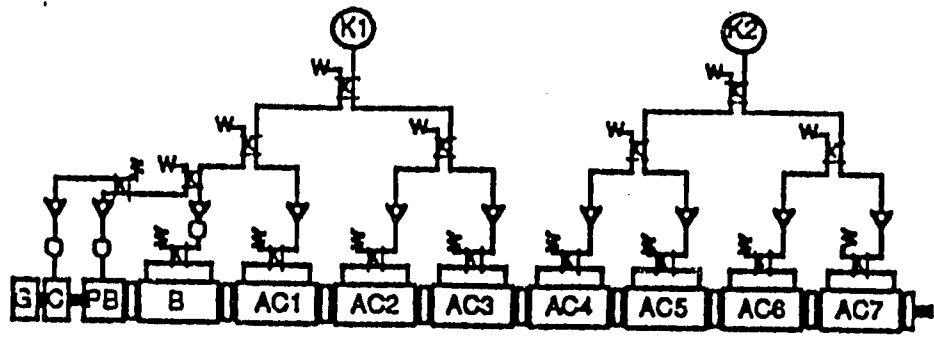 K1 K2
W W
W W W W
W W W
W W W W W W W W
G C PB B AC1 AC2 AC3 AC4 AC5 AC6 AC7